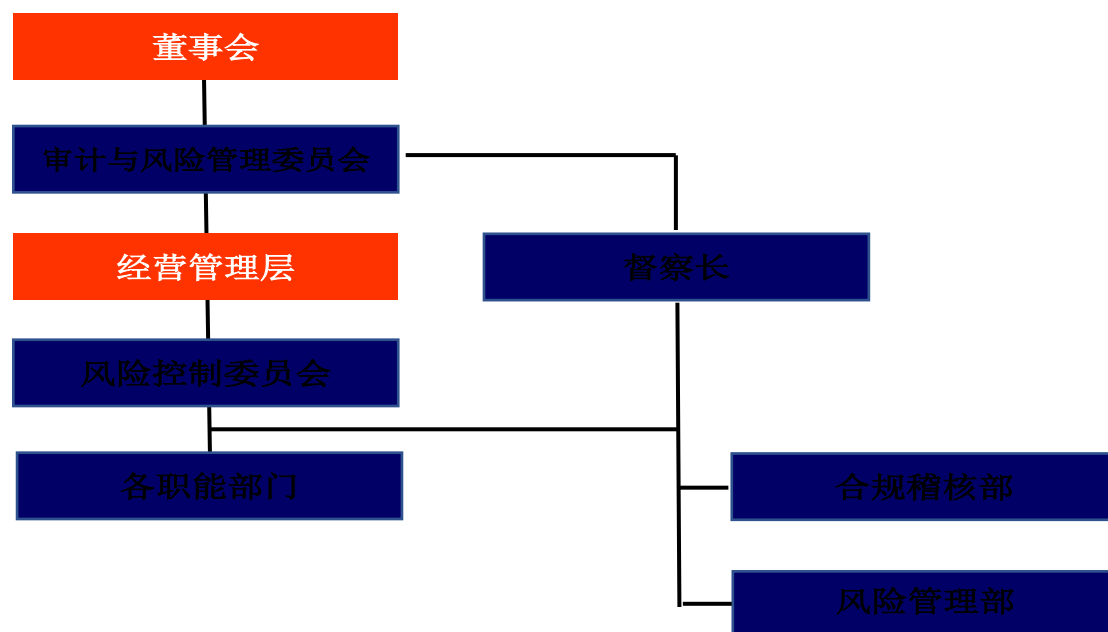 董事会
审计与风险管理委员会
经营管理层
督察长
风险控制委员会
各职能部门
合规稽核部
风险管理部